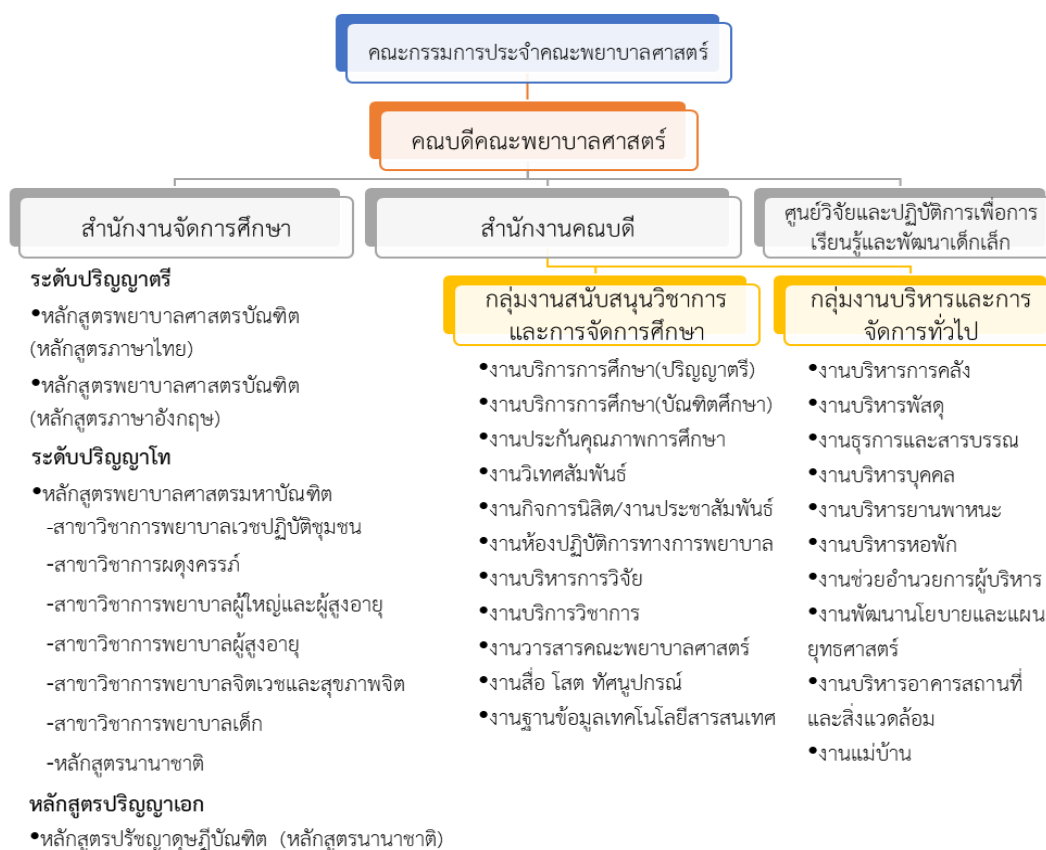 คณะกรรมการประจำคณะพยาบาลศาสตร์
คณบดีคณะพยาบาลศาสตร์
สำนักงานจัดการศึกษา
สำนักงานคณบดี
ศูนย์วิจัยและปฏิบัติการเพื่อการ
เรียนรู้และพัฒนาเด็กเล็ก
ระดับปริญญาตรี
•หลักสูตรพยาบาลศาสตรบัณฑิต
(หลักสูตรภาษาไทย)
•หลักสูตรพยาบาลศาสตรบัณฑิต
(หลักสูตรภาษาอังกฤษ)
ระดับปริญญาโท
•หลักสูตรพยาบาลศาสตรมหาบัณฑิต
-สาขาวิชาการพยาบาลเวชปฏิบัติชุมชน
-สาขาวิชาการผดุงครรภ์
-สาขาวิชาการพยาบาลผู้ใหญ่และผู้สูงอายุ
-สาขาวิชาการพยาบาลผู้สูงอายุ
-สาขาวิชาการพยาบาลจิตเวชและสุขภาพจิต
-สาขาวิชาการพยาบาลเด็ก
-หลักสูตรนานาชาติ
หลักสูตรปริญญาเอก
•หลักสูตรปรัชญาดุษฎีบัณฑิต (หลักสูตรนานาชาติ)
กลุ่มงานสนับสนุนวิชาการ
และการจัดการศึกษา
•งานบริการการศึกษา(ปริญญาตรี)
•งานบริการการศึกษา(บัณฑิตศึกษา)
•งานประกันคุณภาพการศึกษา
•งานวิเทศสัมพันธ์
•งานกิจการนิสิต/งานประชาสัมพันธ์
•งานห้องปฏิบัติการทางการพยาบาล
•งานบริหารการวิจัย
•งานบริการวิชาการ
•งานวารสารคณะพยาบาลศาสตร์
•งานสื่อ โสต ทัศนูปกรณ์
•งานฐานข้อมูลเทคโนโลยีสารสนเทศ
กลุ่มงานบริหารและการ
จัดการทั่วไป
•งานบริหารการคลัง
•งานบริหารพัสดุ
•งานธุรการและสารบรรณ
•งานบริหารบุคคล
•งานบริหารยานพาหนะ
•งานบริหารหอพัก
•งานช่วยอำนวยการผู้บริหาร
•งานพัฒนานโยบายและแผน
ยุทธศาสตร์
•งานบริหารอาคารสถานที่
และสิ่งแวดล้อม
•งานแม่บ้าน